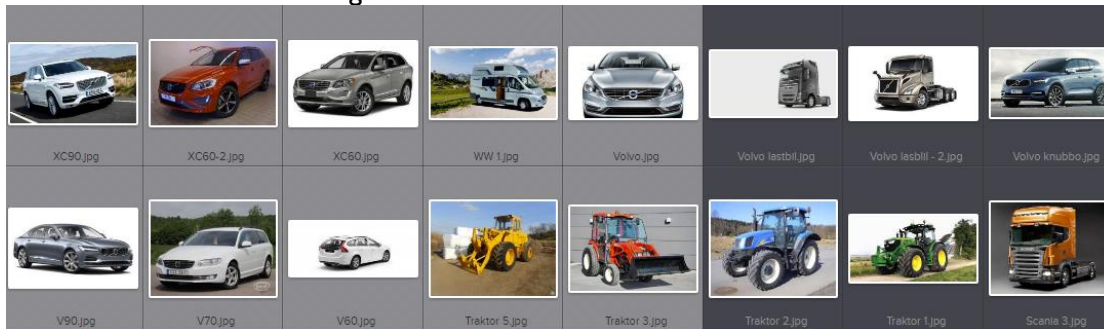 XC90.jpg
XC60-2.jpg
XC60.jpg
WW 1.jpg
Volvo.jpg
Volvo lastbil.jpg
Volvo lasblil - 2.jpg
Volvo knubbo.jpg
V90.jpg
V70.jpg
V60.jpg
Traktor 5.jpg
Traktor 3.jpg
Traktor 2.jpg
Traktor 1.jpg
Scania 3.jpg